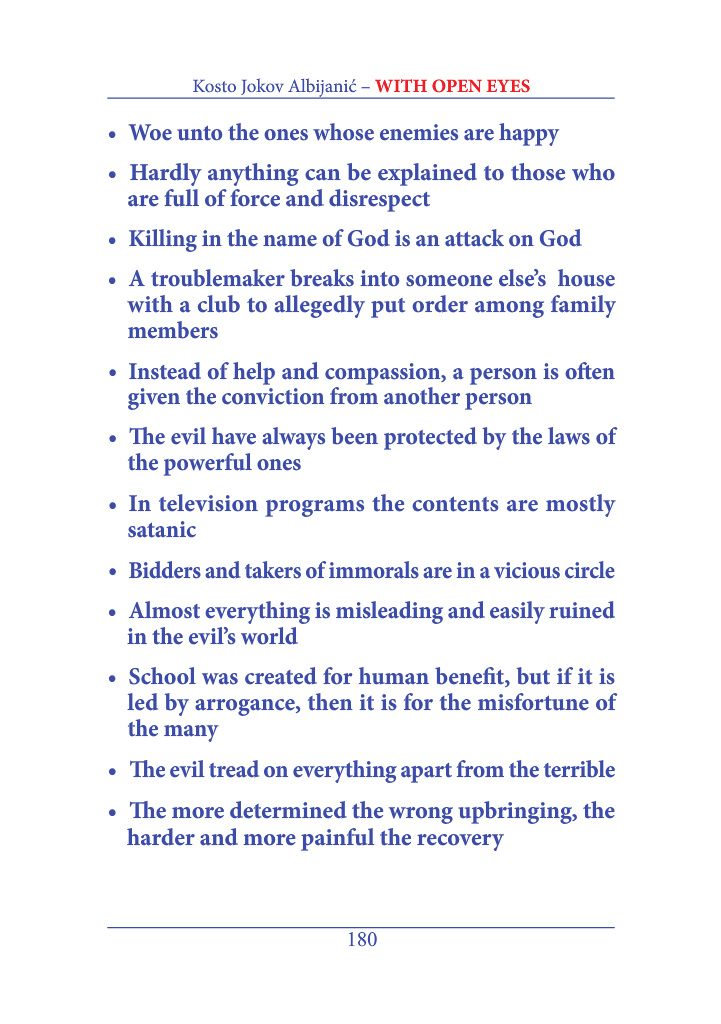 Kosto Jokov Albijanić – WITH OPEN EYES
• Woe unto the ones whose enemies are happy
• Hardly anything can be explained to those who
are full of force and disrespect
• Killing in the name of God is an attack on God
• A troublemaker breaks into someone else’s  house
with a club to allegedly put order among family
members
• Instead of help and compassion, a person is often
given the conviction from another person
• The evil have always been protected by the laws of
the powerful ones
• In television programs the contents are mostly
satanic
• Bidders and takers of immorals are in a vicious circle
• Almost everything is misleading and easily ruined
in the evil’s world
• School was created for human benefit, but if it is
led by arrogance, then it is for the misfortune of
the many
• The evil tread on everything apart from the terrible
• The more determined the wrong upbringing, the
harder and more painful the recovery
180